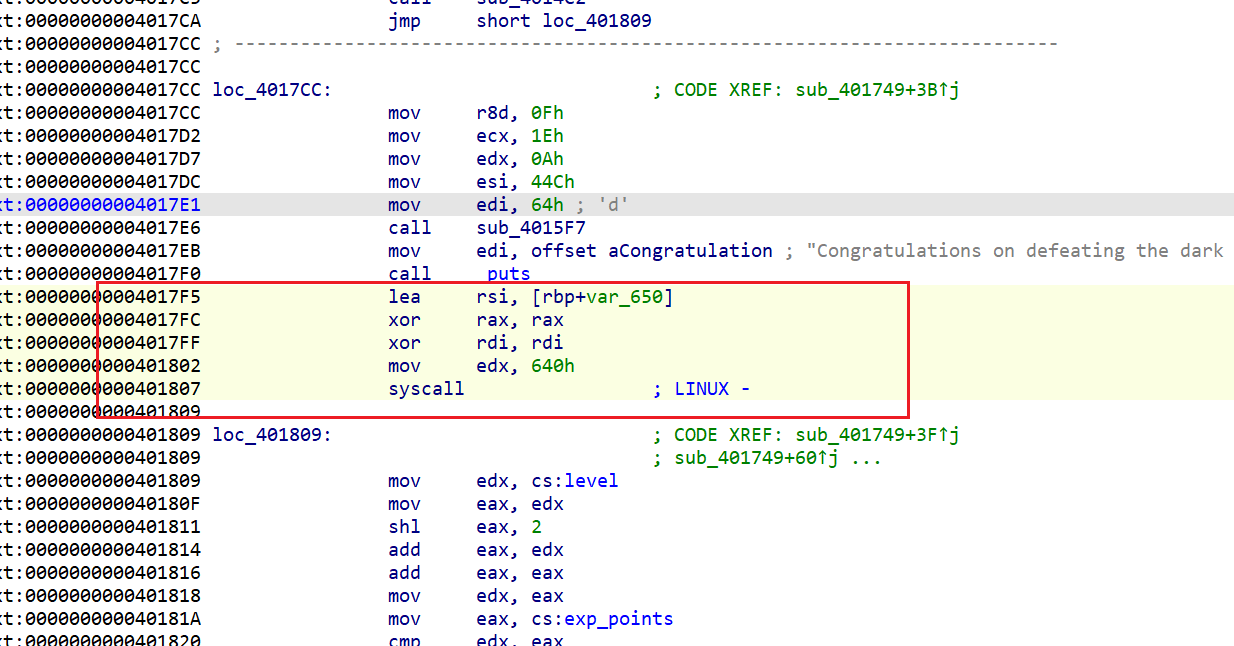 xt:00000000004017C5 call sub_4014C2
xt:00000000004017CA jmp short loc_401809
xt:00000000004017CC ; ---------------------------------------------------------------------------
xt:00000000004017CC
xt:00000000004017CC loc_4017CC: ; CODE XREF: sub_401749+3B↑j
xt:00000000004017CC mov r8d, 0Fh
xt:00000000004017D2 mov ecx, 1Eh
xt:00000000004017D7 mov edx, 0Ah
xt:00000000004017DC mov esi, 44Ch
xt:00000000004017E1 mov edi, 64h ; 'd'
xt:00000000004017E6 call sub_4015F7
xt:00000000004017EB mov edi, offset aCongratulation ; "Congratulations on defeating the dark
xt:00000000004017F0 call _puts
xt:00000000004017F5 lea rsi, [rbp+var_650]
xt:00000000004017FC xor rax, rax
xt:00000000004017FF xor rdi, rdi
xt:0000000000401802 mov edx, 640h
xt:0000000000401807 syscall ; LINUX -
xt:0000000000401809
xt:0000000000401809 loc_401809: ; CODE XREF: sub_401749+3F↑j
xt:0000000000401809 ; sub_401749+60↑j ...
xt:0000000000401809 mov edx, cs:level
xt:000000000040180F mov eax, edx
xt:0000000000401811 shl eax, 2
xt:0000000000401814 add eax, edx
xt:0000000000401816 add eax, eax
xt:0000000000401818 mov edx, eax
xt:000000000040181A mov eax, cs:exp_points
xt:0000000000401820 cmp edx, eax